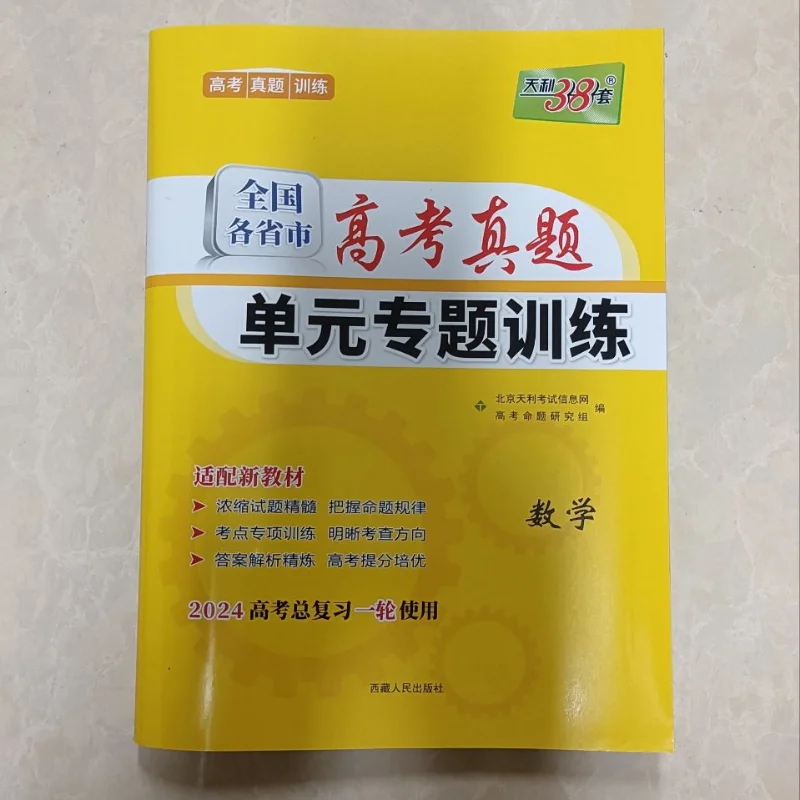 高考 真题 训练
天利38套®
全国
各省市
高考真题
单元专题训练
北京天利考试信息网
高考命题研究组
编
适配新教材
浓缩试题精髓 把握命题规律
考点专项训练 明晰考查方向
答案解析精炼 高考提分培优
数学
2024高考总复习一轮使用
西藏人民出版社